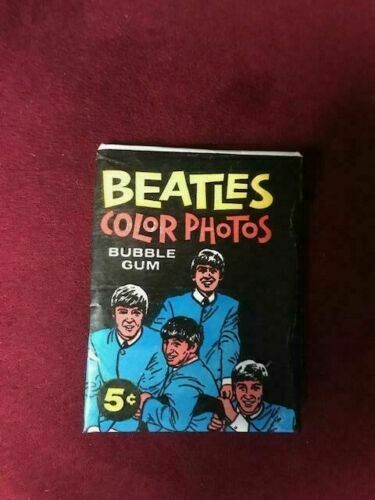 BEATLES
COLOR PHOTOS
BUBBLE
GUM
5¢